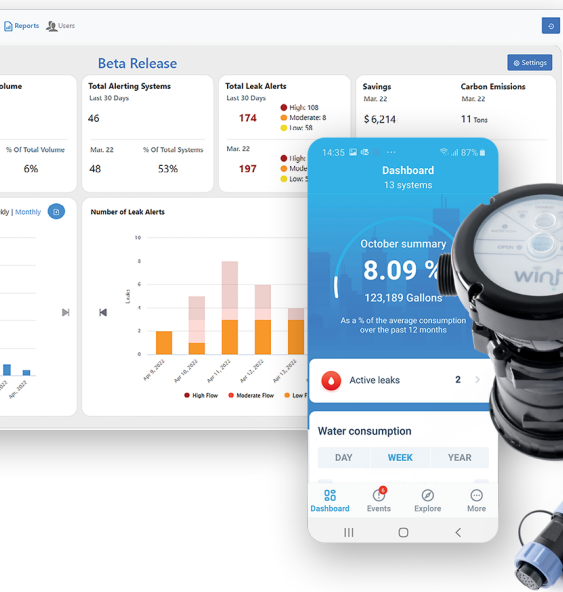 Reports Users
Beta Release
Settings
olume
% Of Total Volume
6%
Total Alerting Systems
Last 30 Days
46
Mar. 22 % Of Total Systems
48 53%
Total Leak Alerts
Last 30 Days
174
High: 108
Moderate: 8
Low: 58
Mar. 22
197
High:
Mode
Low: 5
Savings
Mar. 22
$6,214
Carbon Emissions
Mar. 22
11 Tons
kly | Monthly
Number of Leak Alerts
10
8
6
4
2
0
Leaks
2022
Apr, 2022
Apr 9, 2022
Apr 10, 2022
Apr 11, 2022
Apr 12, 2022
Apr 13, 2022
High Flow
Moderate Flow
Low F
14:35
87%
Dashboard
13 systems
October summary
8.09 %
123,189 Gallons
As a % of the average consumption
over the past 12 months
Active leaks 2
Water consumption
DAY WEEK YEAR
Dashboard Events Explore More
OPEN
wint